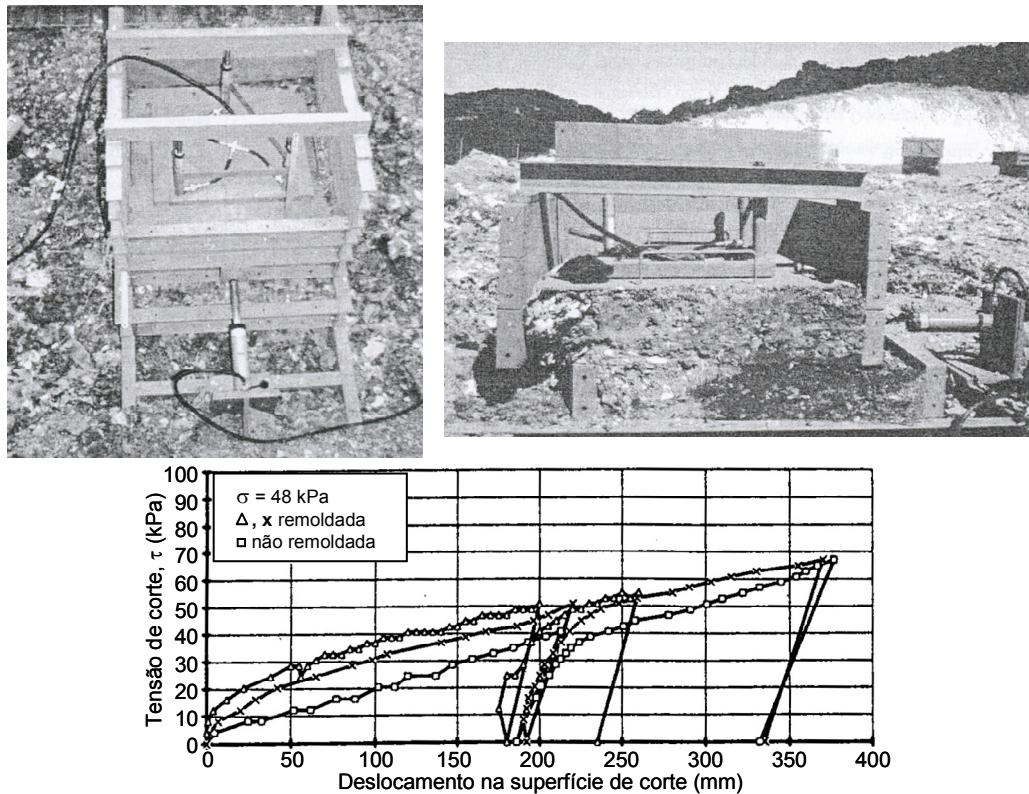 100
90
80
70
60
50
40
30
20
10
0
Tensão de corte, τ (kPa)
σ = 48 kPa
△, x remoldada
□ não remoldada
0 50 100 150 200 250 300 350 400
Deslocamento na superfície de corte (mm)